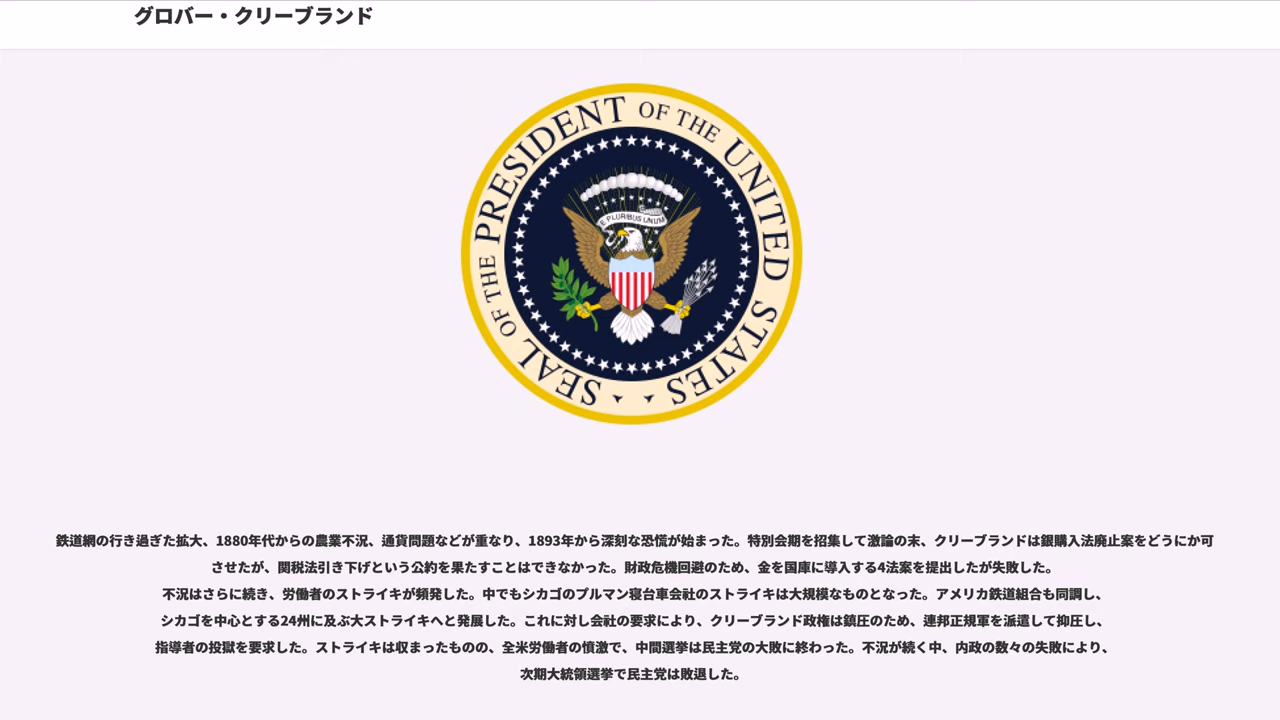 グロバー・クリーブランド
SEAL OF THE PRESIDENT OF THE UNITED STATES
E PLURIBUS UNUM
鉄道網の行き過ぎた拡大、1880年代からの農業不況、通貨問題などが重なり、1893年から深刻な恐慌が始まった。特別会期を招集して激論の末、クリーブランドは銀購入法廃止案をどうにか可
させたが、関税法引き下げという公約を果たすことはできなかった。財政危機回避のため、金を国庫に導入する4法案を提出したが失敗した。
不況はさらに続き、労働者のストライキが頻発した。中でもシカゴのプルマン寝台車会社のストライキは大規模なものとなった。アメリカ鉄道組合も同調し、
シカゴを中心とする24州に及ぶ大ストライキへと発展した。これに対し会社の要求により、クリーブランド政権は鎮圧のため、連邦正規軍を派遣して抑圧し、
指導者の投獄を要求した。ストライキは収まったものの、全米労働者の憤激で、中間選挙は民主党の大敗に終わった。不況が続く中、内政の数々の失敗により、
次期大統領選挙で民主党は敗退した。